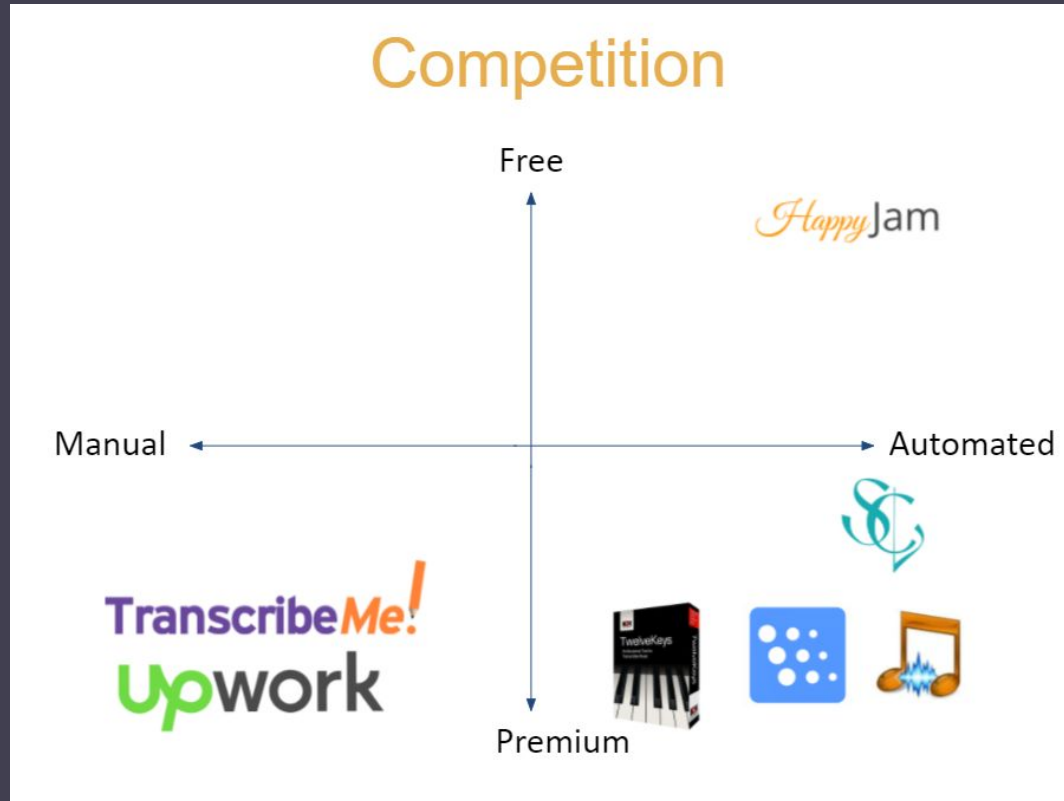 Competition
Free
HappyJam
Manual
Automated
TranscribeMe!
upwork
TwelveKeys
Premium